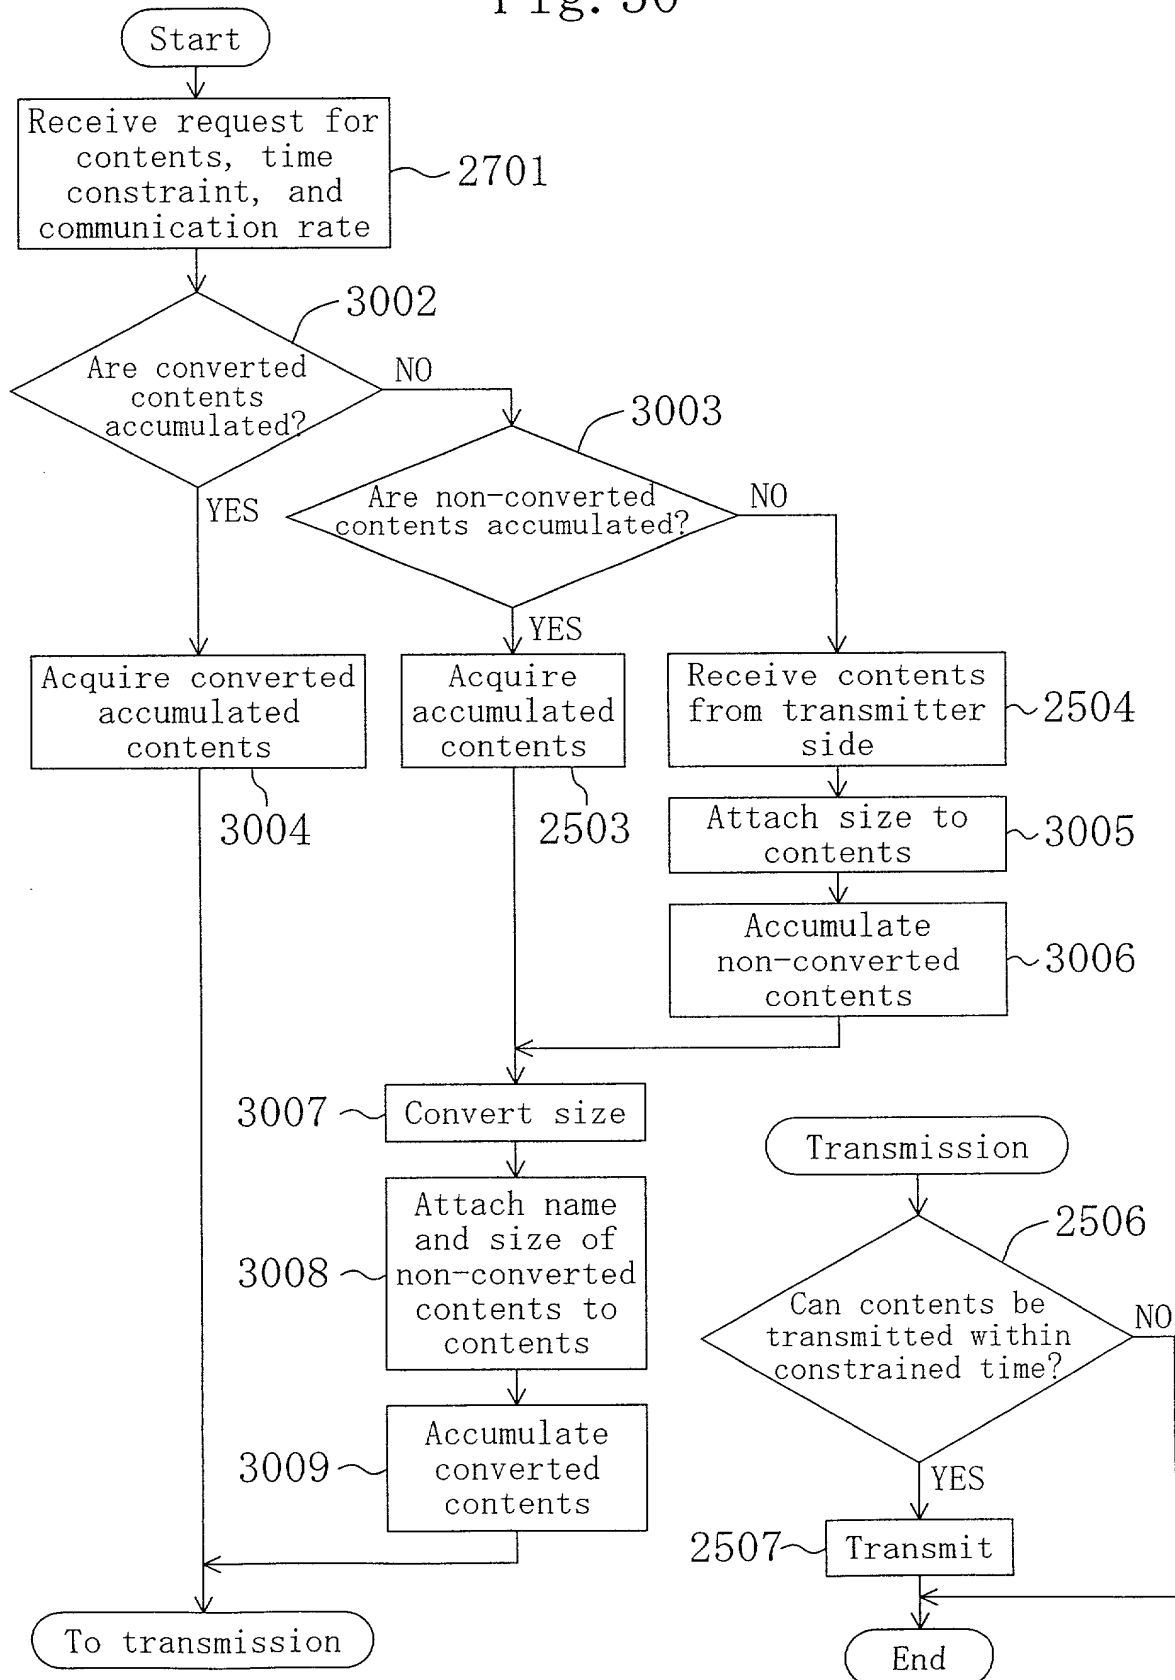 Fig. 30
Start
Receive request for
contents, time
constraint, and
communication rate
2701
3002
Are converted
contents
accumulated?
NO
YES
3003
Are non-converted
contents accumulated?
NO
YES
Acquire converted
accumulated
contents
3004
Acquire
accumulated
contents
2503
Receive contents
from transmitter
side
2504
Attach size to
contents
3005
Accumulate
non-converted
contents
3006
3007
Convert size
3008
Attach name
and size of
non-converted
contents to
contents
3009
Accumulate
converted
contents
To transmission
Transmission
2506
Can contents be
transmitted within
constrained time?
NO
YES
2507
Transmit
End